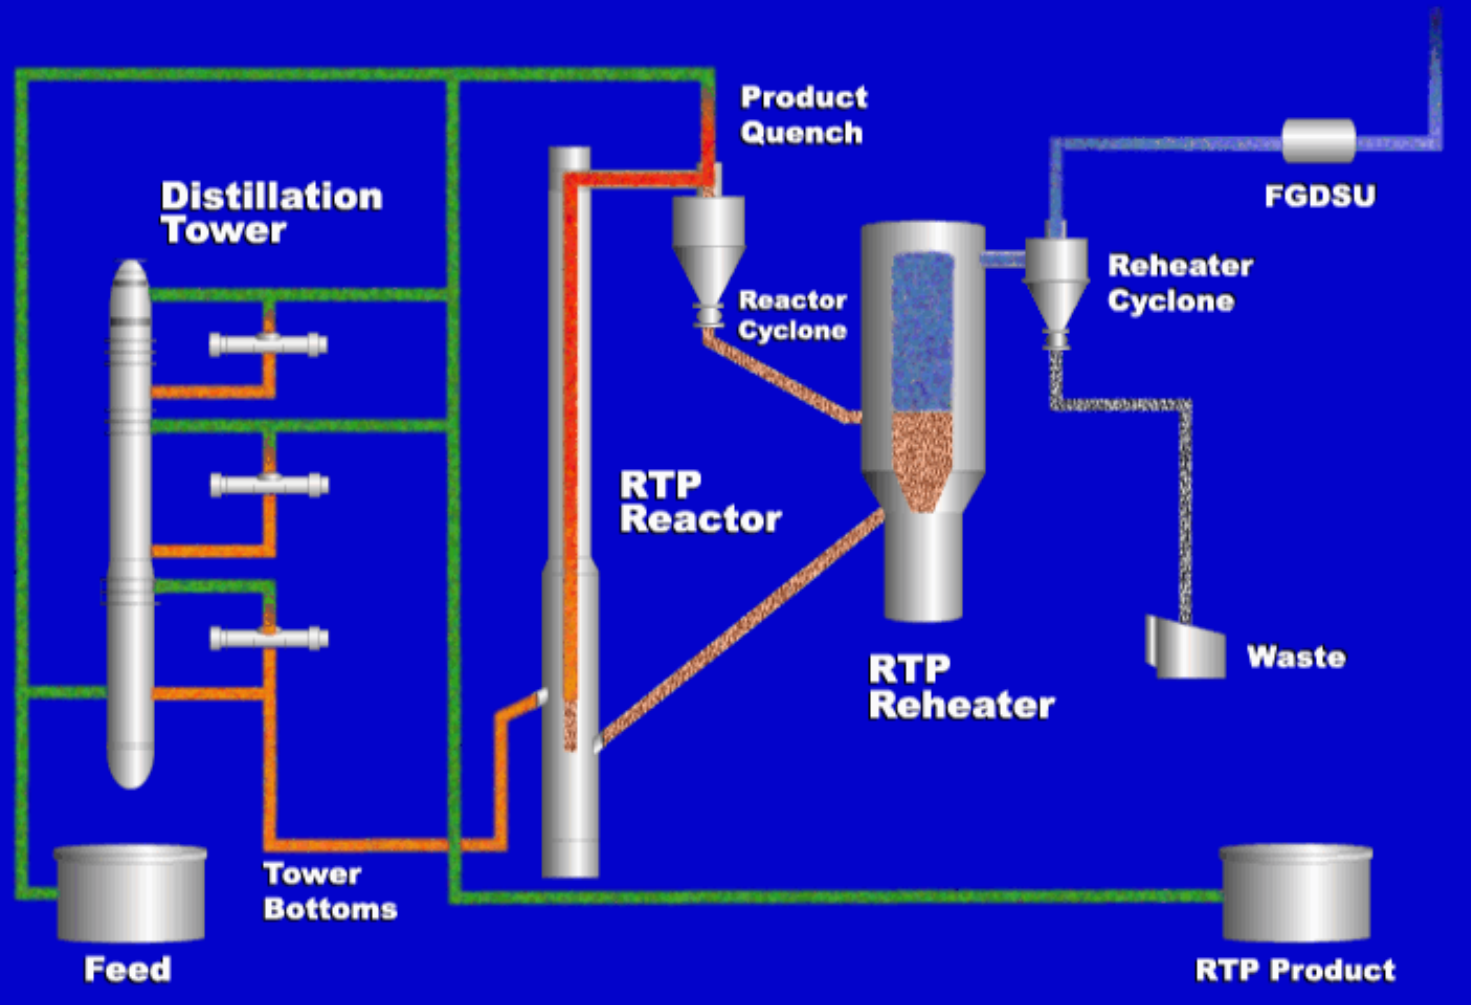 Product
Quench
Distillation
Tower
FGDSU
Reheater
Cyclone
Reactor
Cyclone
RTP
Reactor
RTP
Reheater
Waste
Tower
Bottoms
Feed
RTP Product